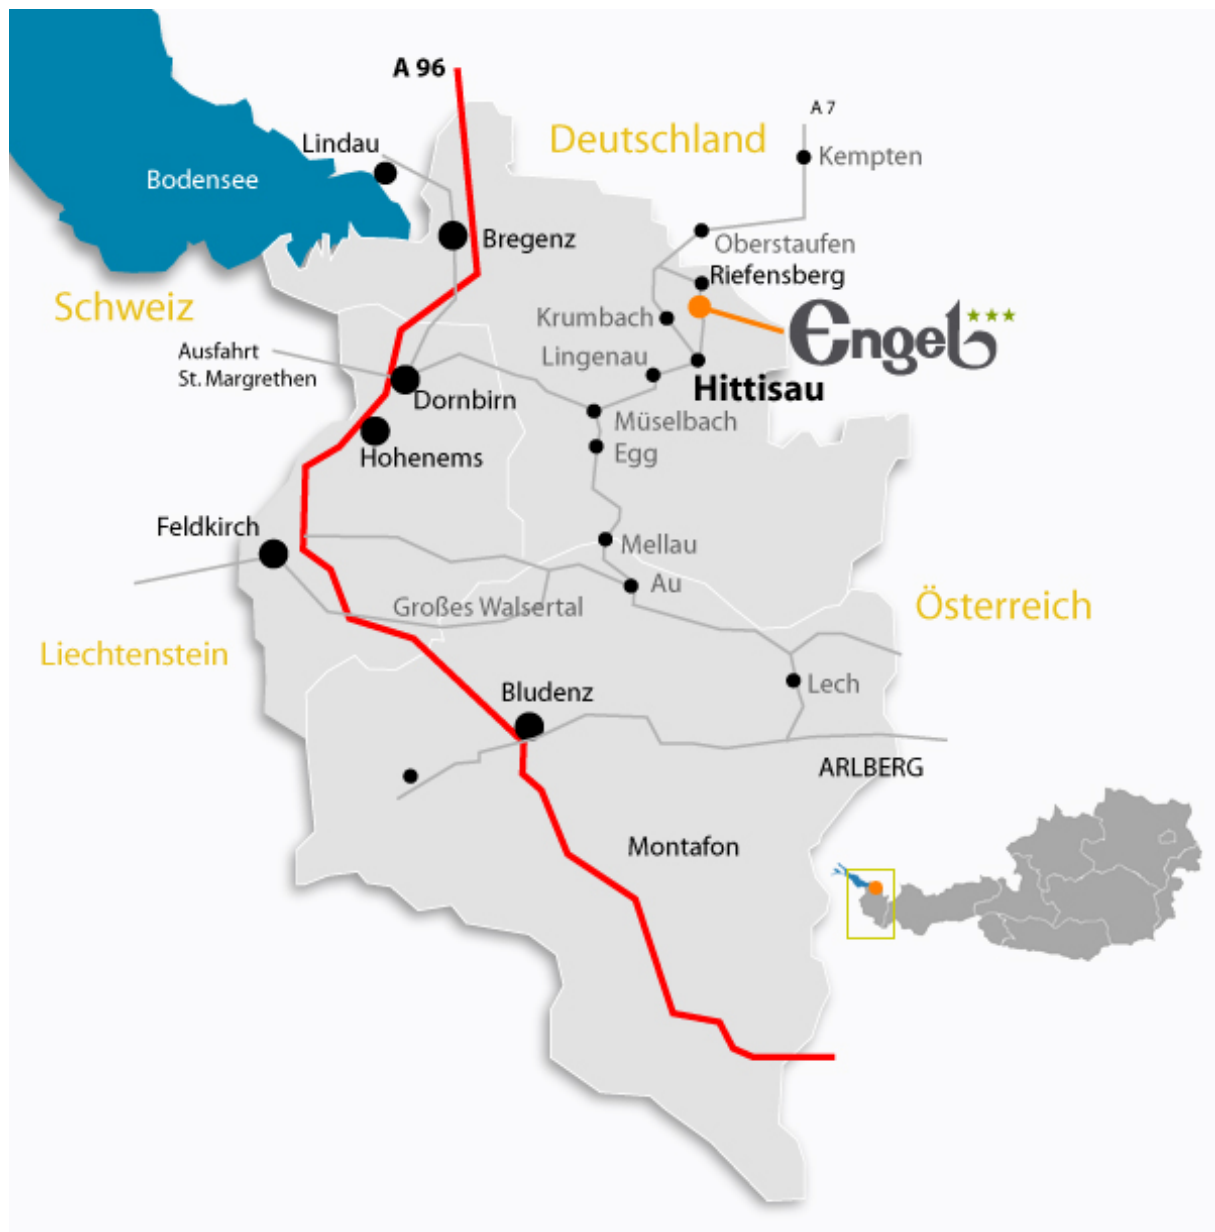 A 96
A 7
Deutschland
Lindau
Kempten
Bodensee
Bregenz
Oberstaufen
Riefensberg
Schweiz
Krumbach
Engel
Ausfahrt
St. Margrethen
Lingenau
Hittisau
Dornbirn
Müselbach
Hohenems
Egg
Feldkirch
Mellau
Au
Großes Walsertal
Österreich
Liechtenstein
Bludenz
Lech
ARLBERG
Montafon